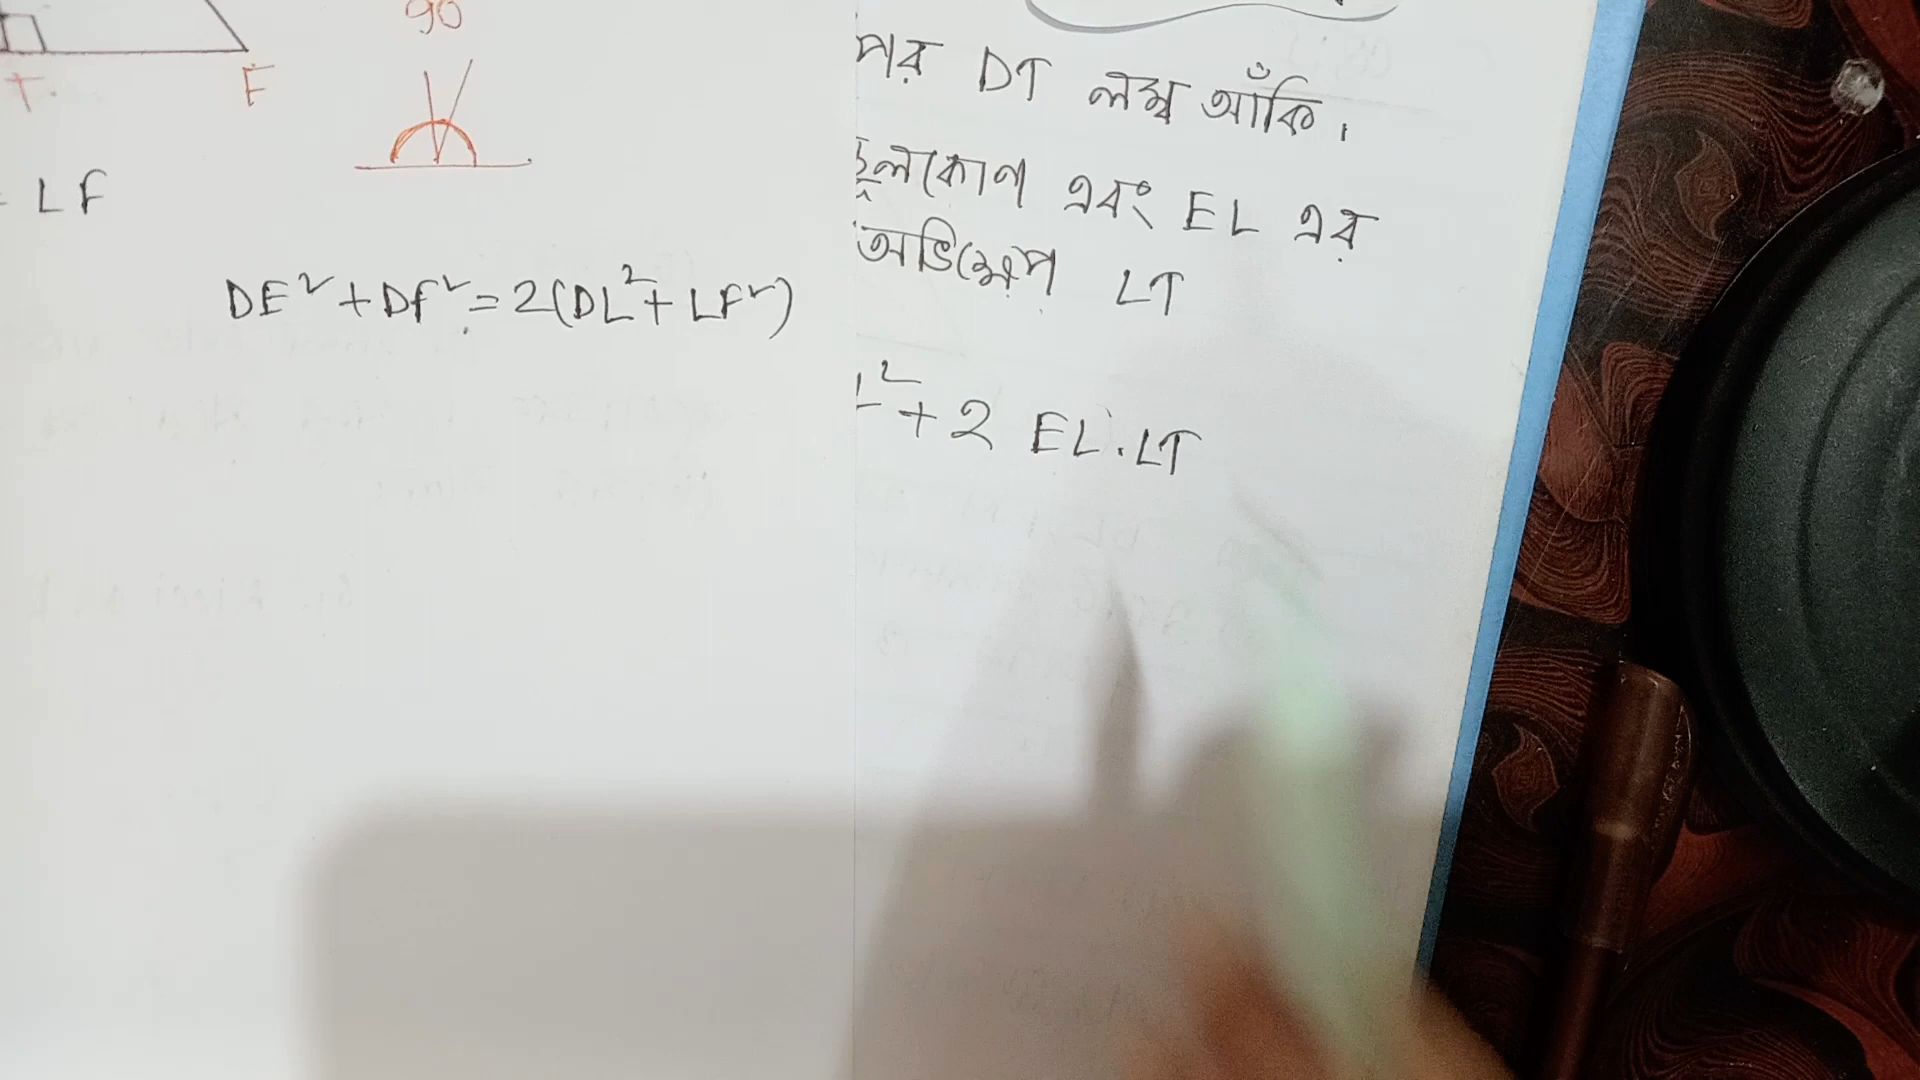 90
T
F
= LF
DE² + DF² = 2(DL² + LF²)
পর DT লম্ব আঁকি।
স্থূলকোণ এবং EL এর
অভিক্ষেপ LT
L² + 2 EL.LT